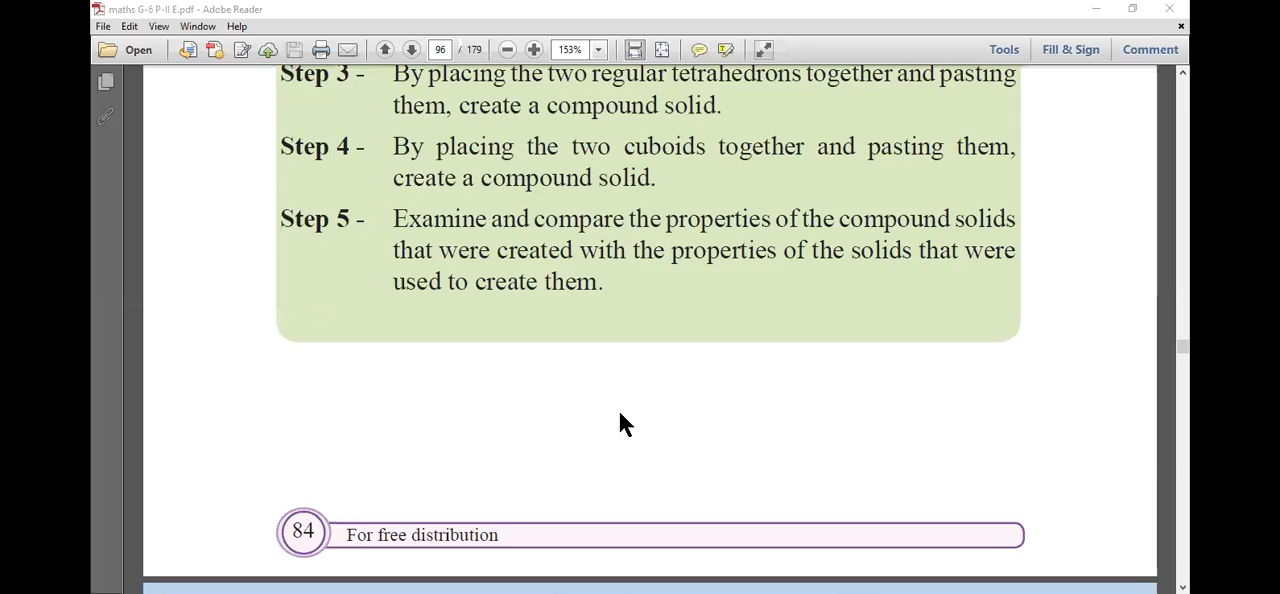 maths G-6 P-II E.pdf - Adobe Reader
File Edit View Window Help
Open 96 / 179 153% Tools Fill & Sign Comment
Step 3 - By placing the two regular tetrahedrons together and pasting
them, create a compound solid.
Step 4 - By placing the two cuboids together and pasting them,
create a compound solid.
Step 5 - Examine and compare the properties of the compound solids
that were created with the properties of the solids that were
used to create them.
84 For free distribution